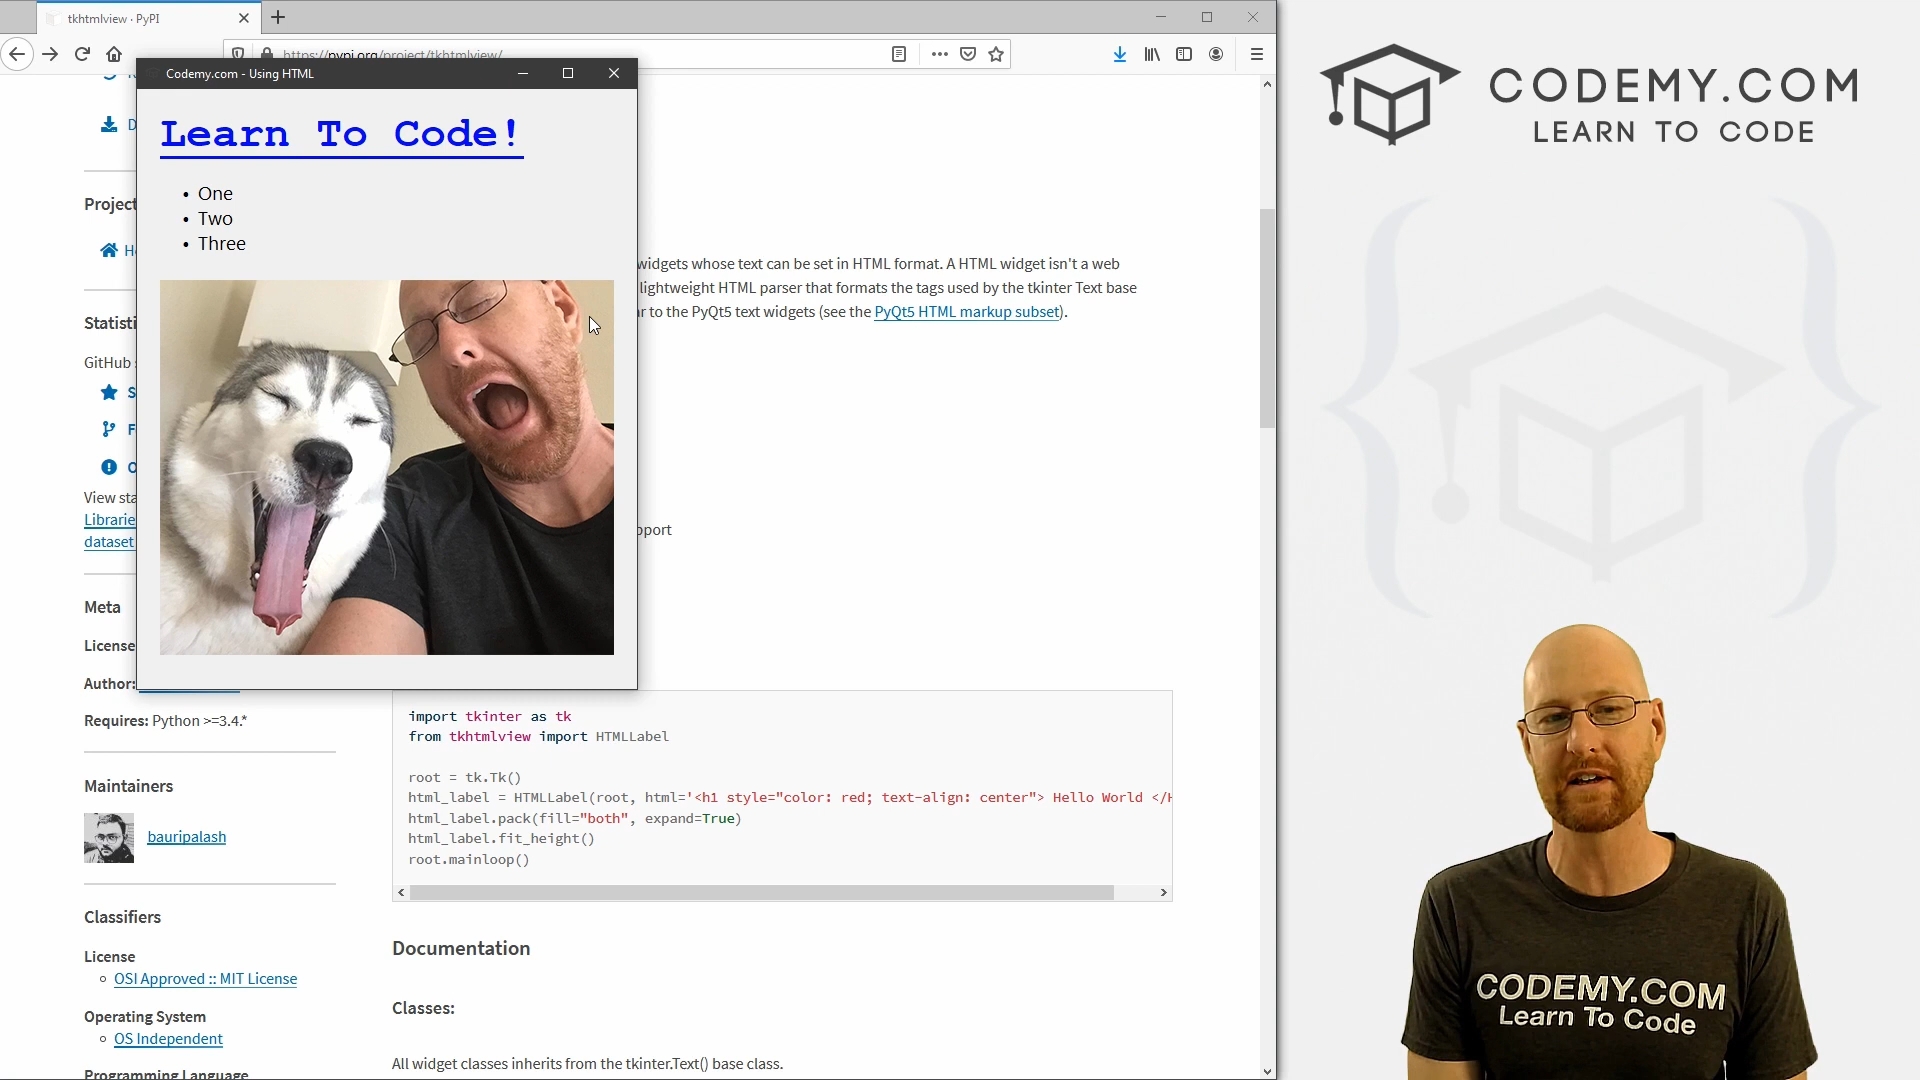 tkhtmlview · PyPI
https://pypi.org/project/tkhtmlview/
Codemy.com - Using HTML
Learn To Code!
• One
• Two
• Three
D
Project
H
Statisti
GitHub
S
F
O
View sta
Libraries
dataset
Meta
License
Author:
Requires: Python >=3.4.*
Maintainers
bauripalash
Classifiers
License
OSI Approved :: MIT License
Operating System
OS Independent
Programming Language
widgets whose text can be set in HTML format. A HTML widget isn't a web
lightweight HTML parser that formats the tags used by the tkinter Text base
ar to the PyQt5 text widgets (see the PyQt5 HTML markup subset).
pport
import tkinter as tk
from tkhtmlview import HTMLLabel
root = tk.Tk()
html_label = HTMLLabel(root, html='<h1 style="color: red; text-align: center"> Hello World </H
html_label.pack(fill="both", expand=True)
html_label.fit_height()
root.mainloop()
Documentation
Classes:
All widget classes inherits from the tkinter.Text() base class.
CODEMY.COM
LEARN TO CODE
CODEMY.COM
Learn To Code